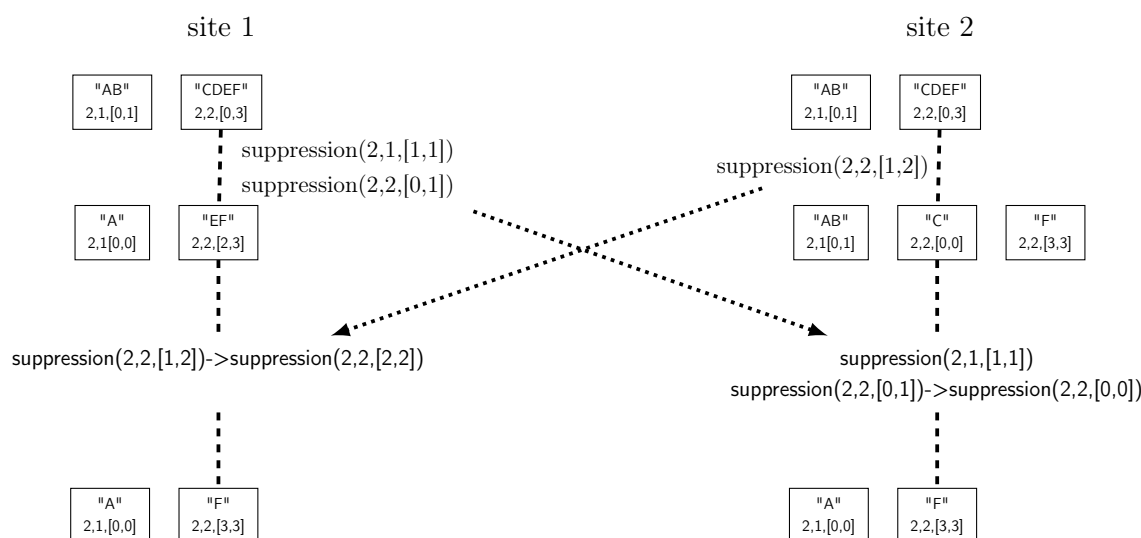 site 1
site 2
"AB"
2,1,[0,1]
"CDEF"
2,2,[0,3]
"AB"
2,1,[0,1]
"CDEF"
2,2,[0,3]
suppression(2,1,[1,1])
suppression(2,2,[0,1])
suppression(2,2,[1,2])
"A"
2,1[0,0]
"EF"
2,2,[2,3]
"AB"
2,1[0,1]
"C"
2,2,[0,0]
"F"
2,2,[3,3]
suppression(2,2,[1,2])->suppression(2,2,[2,2])
suppression(2,1,[1,1])
suppression(2,2,[0,1])->suppression(2,2,[0,0])
"A"
2,1,[0,0]
"F"
2,2,[3,3]
"A"
2,1,[0,0]
"F"
2,2,[3,3]